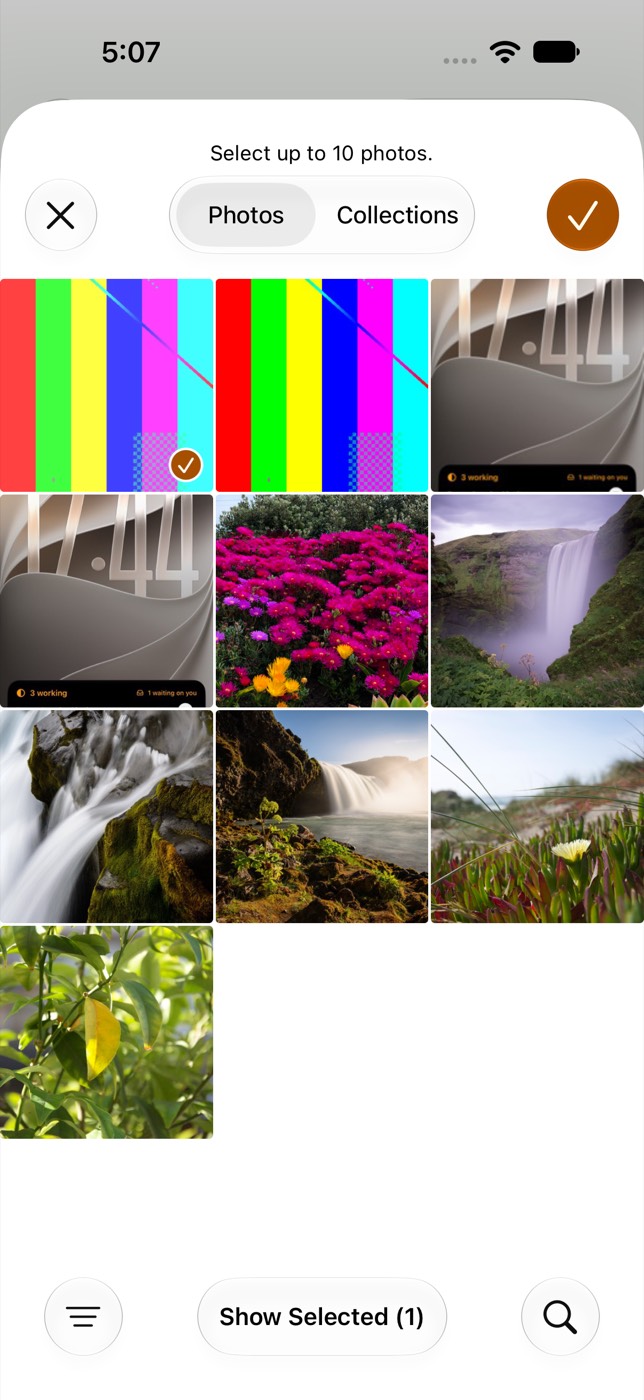 5:07
Select up to 10 photos.
Photos
Collections
17:44
3 working
1 waiting on you
17:44
3 working
1 waiting on you
Show Selected (1)